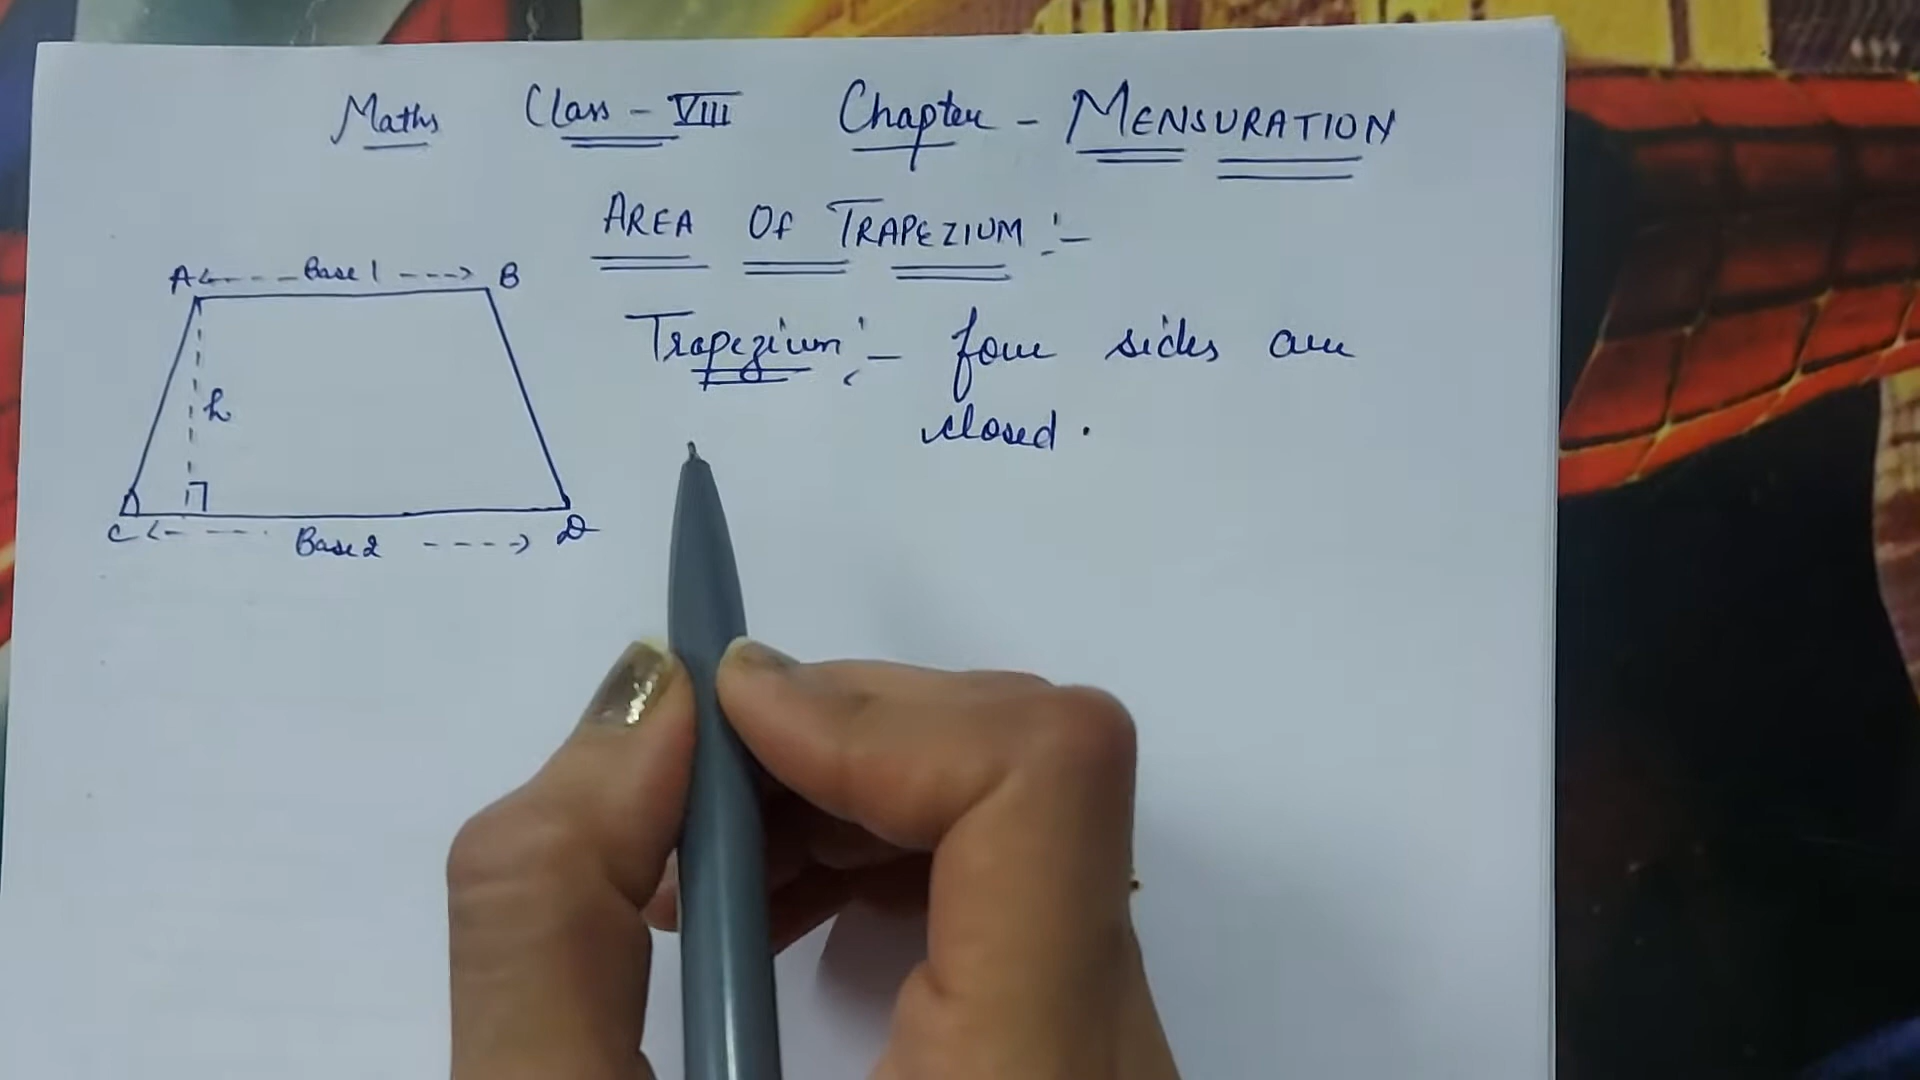 Maths Class - VIII Chapter - MENSURATION
AREA Of TRAPEZIUM :-
A <- - - - Base 1 - - -> B
Trapezium :- four sides are
closed.
h
C <- - - - - Base 2 - - - -> D